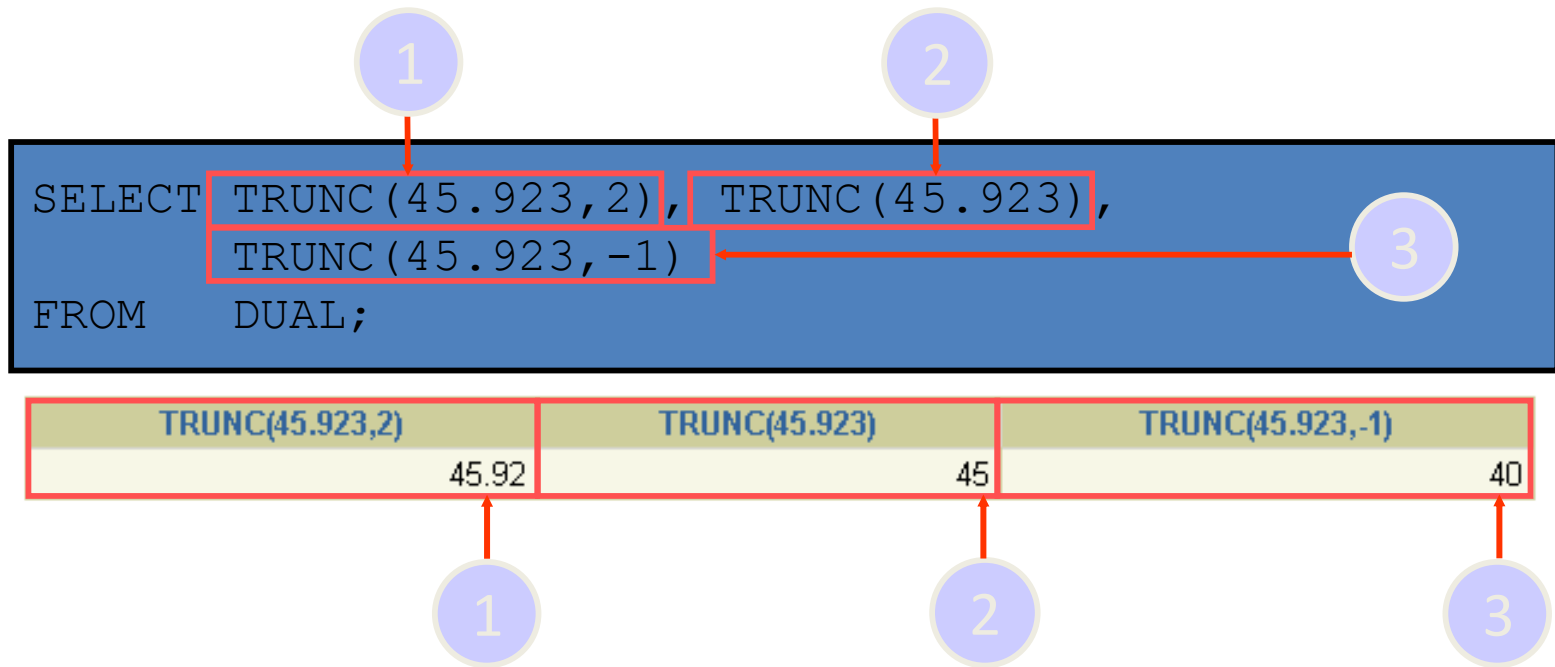 1 2
SELECT TRUNC(45.923,2), TRUNC(45.923),
TRUNC(45.923,-1)
3
FROM DUAL;
TRUNC(45.923,2) TRUNC(45.923) TRUNC(45.923,-1)
45.92 45 40
1 2 3